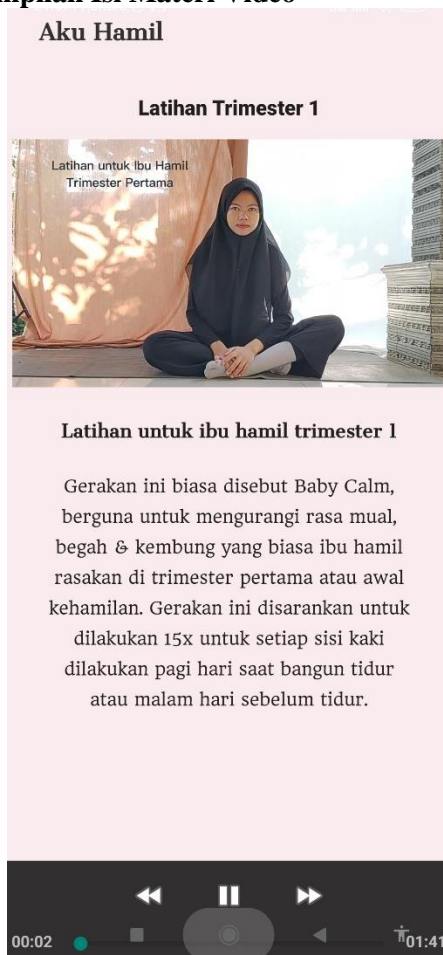 Isi Materi Video
Aku Hamil
Latihan Trimester 1
Latihan untuk Ibu Hamil
Trimester Pertama
Latihan untuk ibu hamil trimester 1
Gerakan ini biasa disebut Baby Calm,
berguna untuk mengurangi rasa mual,
begah & kembung yang biasa ibu hamil
rasakan di trimester pertama atau awal
kehamilan. Gerakan ini disarankan untuk
dilakukan 15x untuk setiap sisi kaki
dilakukan pagi hari saat bangun tidur
atau malam hari sebelum tidur.
00:02
01:41